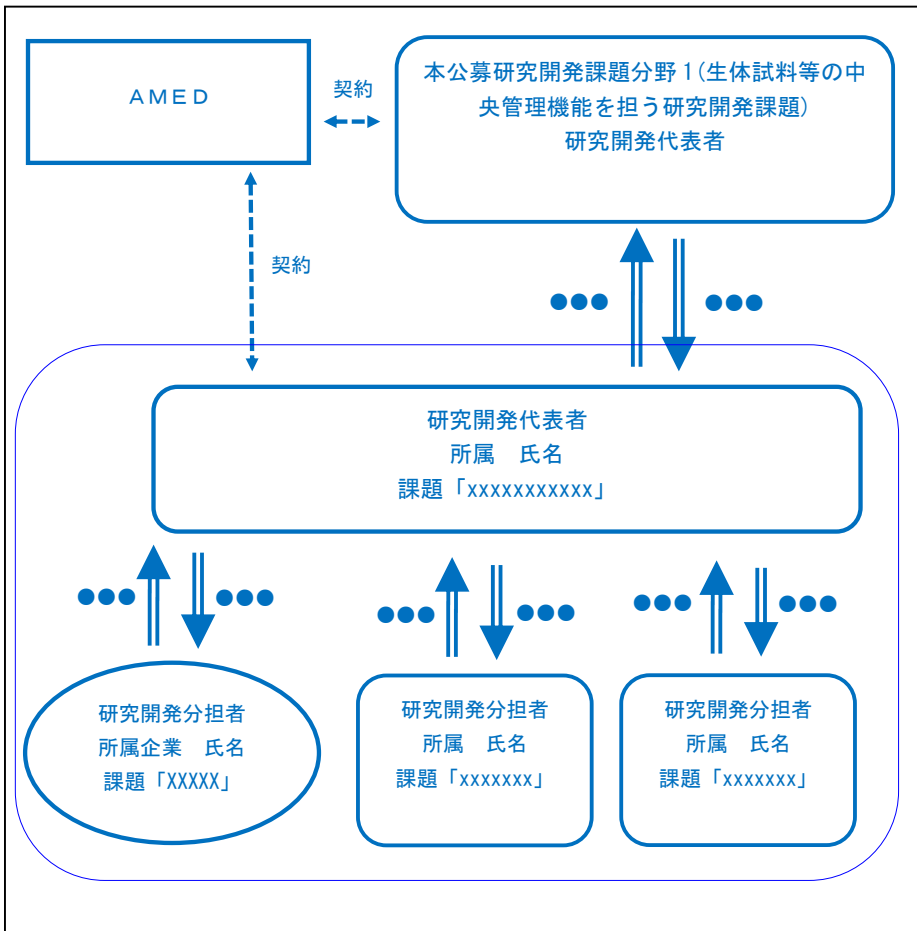 AMED
契約
本公募研究開発課題分野1(生体試料等の中
央管理機能を担う研究開発課題)
研究開発代表者
契約
●●●
●●●
研究開発代表者
所属　氏名
課題「xxxxxxxxxxx」
●●●
●●●
●●●
●●●
●●●
●●●
研究開発分担者
所属企業　氏名
課題「XXXXX」
研究開発分担者
所属　氏名
課題「xxxxxxx」
研究開発分担者
所属　氏名
課題「xxxxxxx」